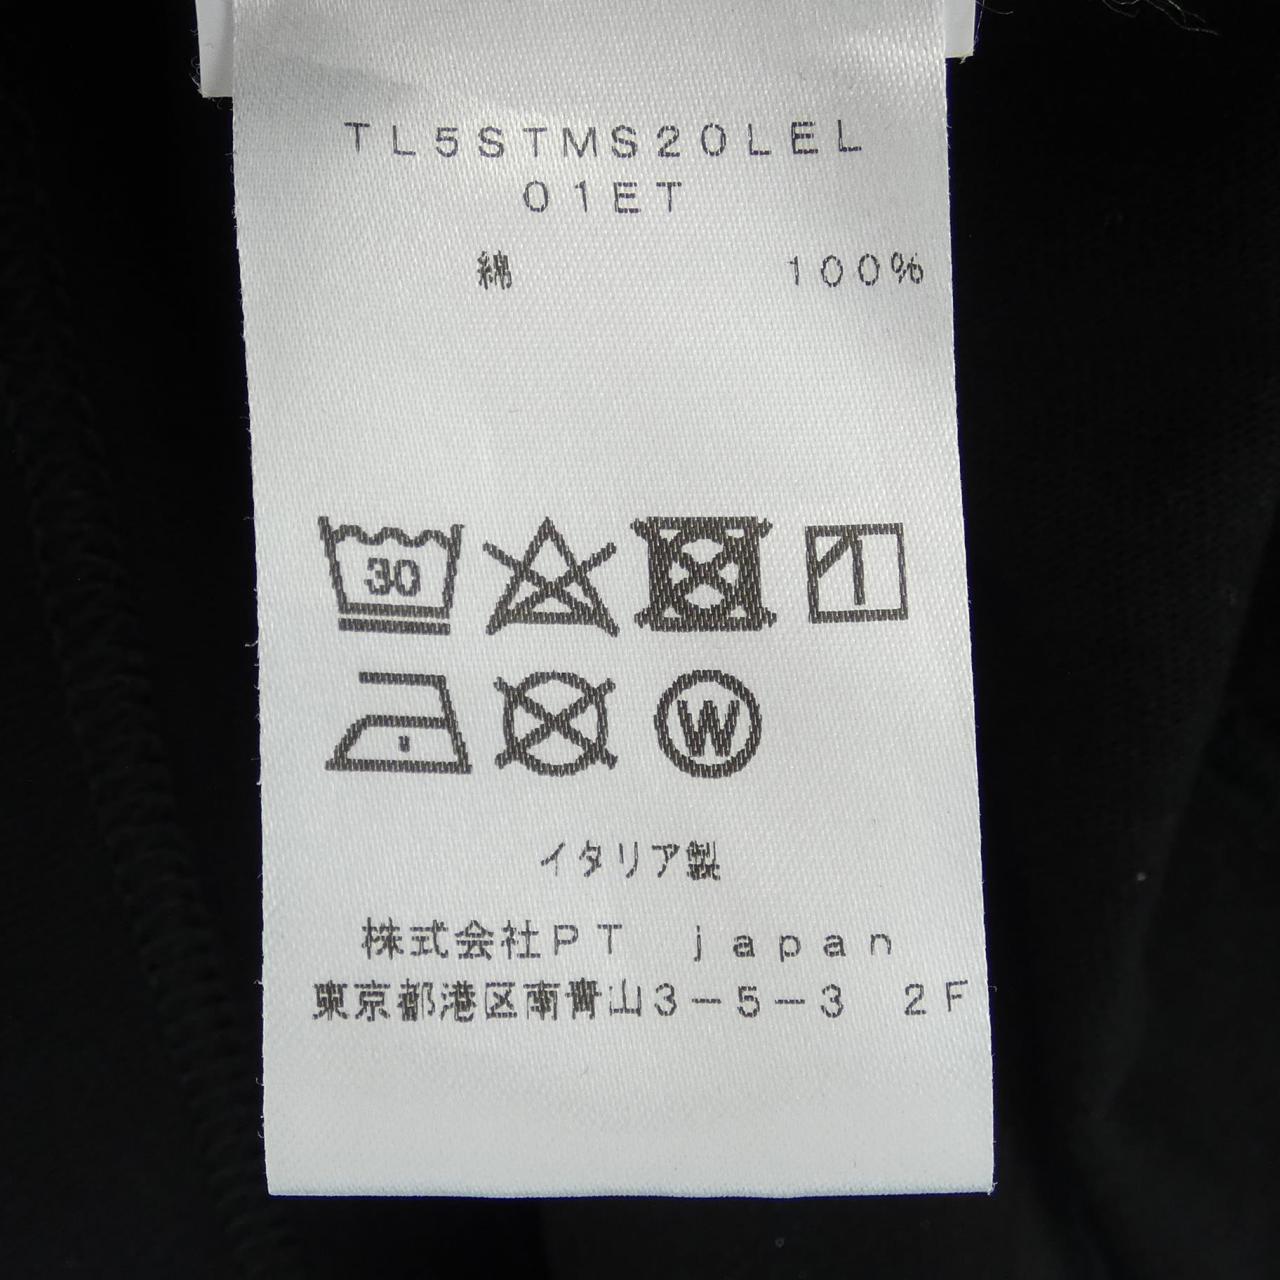 TL5STMS20LEL
01ET
綿 100%
30
W
イタリア製
株式会社PT japan
東京都港区南青山3-5-3 2F